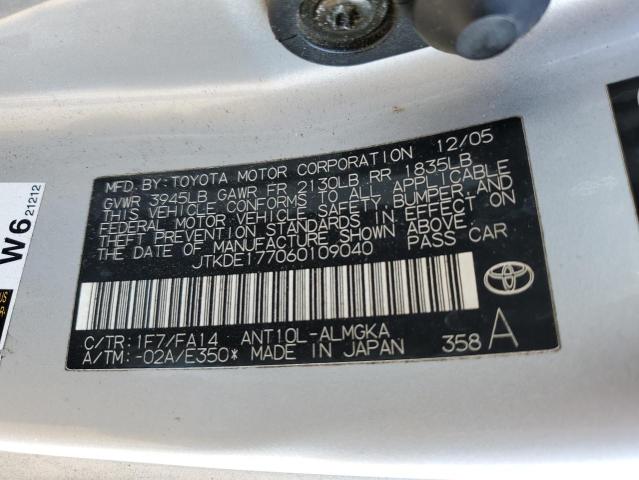 MFD. BY: TOYOTA MOTOR CORPORATION 12/05
GVWR 3945LB GAWR FR 2130LB RR 1835LB
THIS VEHICLE CONFORMS TO ALL APPLICABLE
FEDERAL MOTOR VEHICLE SAFETY, BUMPER AND
THEFT PREVENTION STANDARDS IN EFFECT ON
THE DATE OF MANUFACTURE SHOWN ABOVE.
JTKDE177060109040 PASS CAR
C/TR: 1F7/FA14 ANT10L-ALMGKA
A/TM: -02A/E350* MADE IN JAPAN 358 A
W6
21212